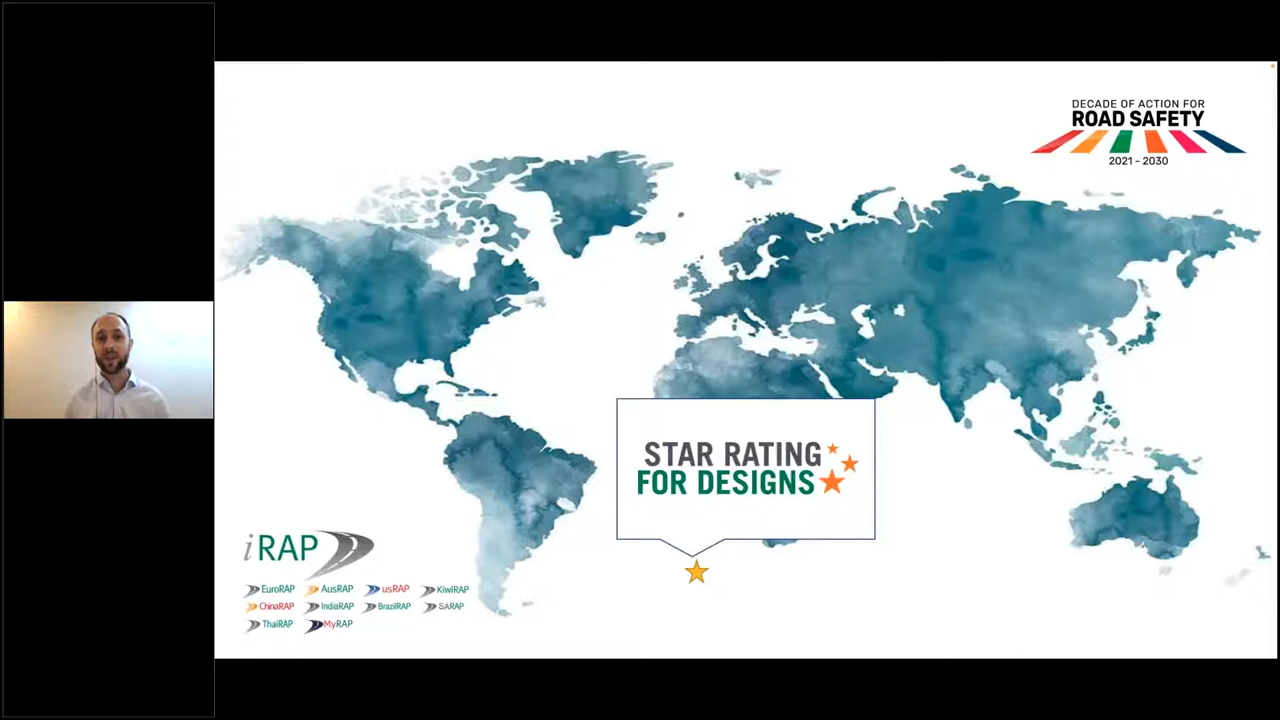 DECADE OF ACTION FOR
ROAD SAFETY
2021 - 2030
STAR RATING
FOR DESIGNS
iRAP
EuroRAP AusRAP usRAP KiwiRAP
ChinaRAP IndiaRAP BrazilRAP SARAP
ThaiRAP MyRAP